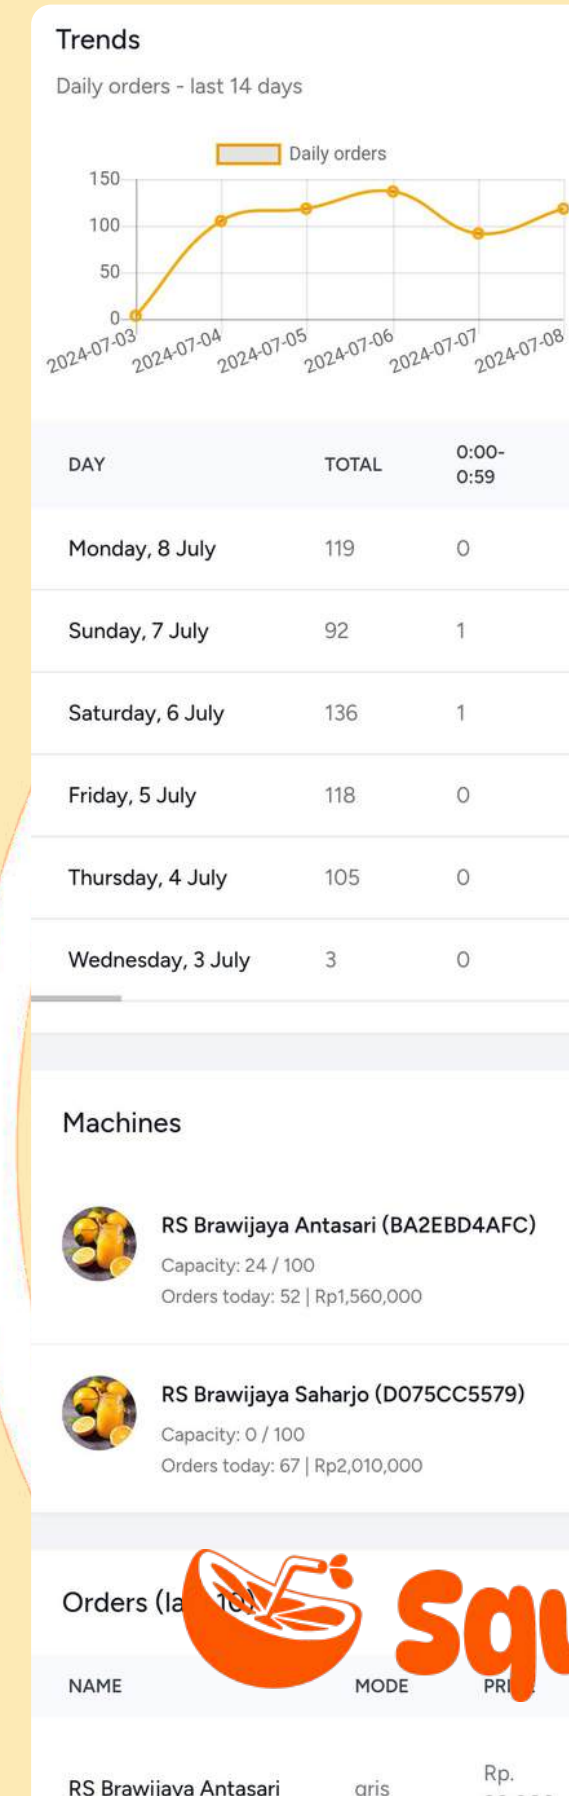 Trends
Daily orders - last 14 days
Daily orders
150
100
50
0
2024-07-03 2024-07-04 2024-07-05 2024-07-06 2024-07-07 2024-07-08
DAY TOTAL 0:00-
0:59
Monday, 8 July 119 0
Sunday, 7 July 92 1
Saturday, 6 July 136 1
Friday, 5 July 118 0
Thursday, 4 July 105 0
Wednesday, 3 July 3 0
Machines
RS Brawijaya Antasari (BA2EBD4AFC)
Capacity: 24 / 100
Orders today: 52 | Rp1,560,000
RS Brawijaya Saharjo (D075CC5579)
Capacity: 0 / 100
Orders today: 67 | Rp2,010,000
Orders
Squ
NAME MODE
Rp.
RS Brawijaya Antasari qris